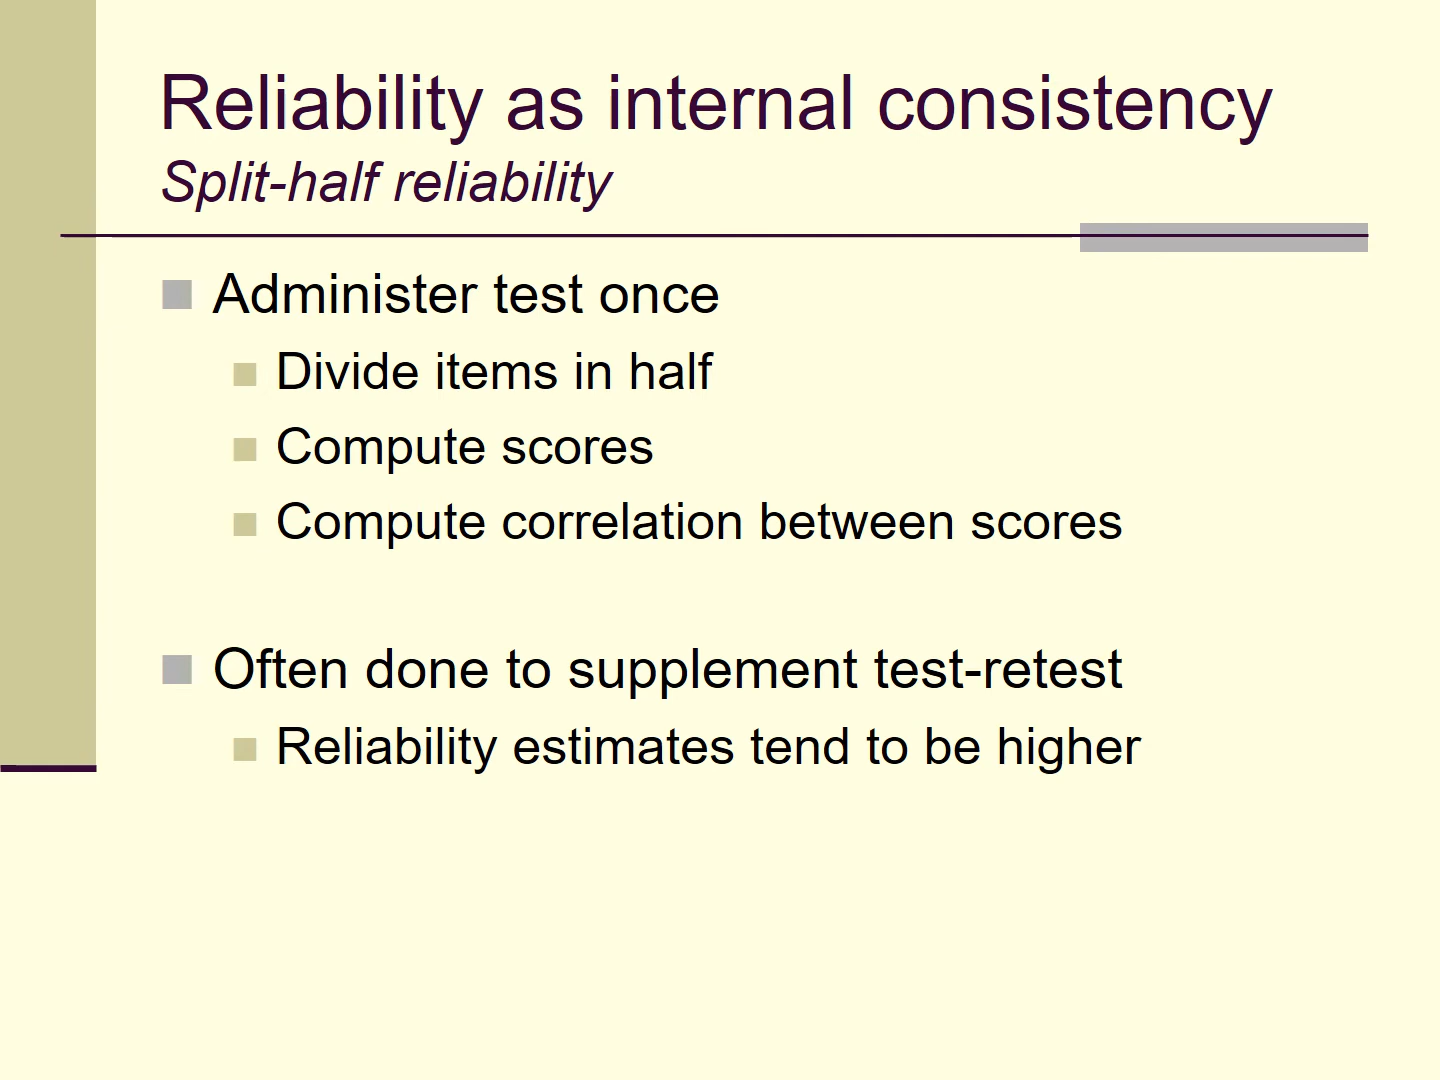 Reliability as internal consistency
Split-half reliability
Administer test once
Divide items in half
Compute scores
Compute correlation between scores
Often done to supplement test-retest
Reliability estimates tend to be higher